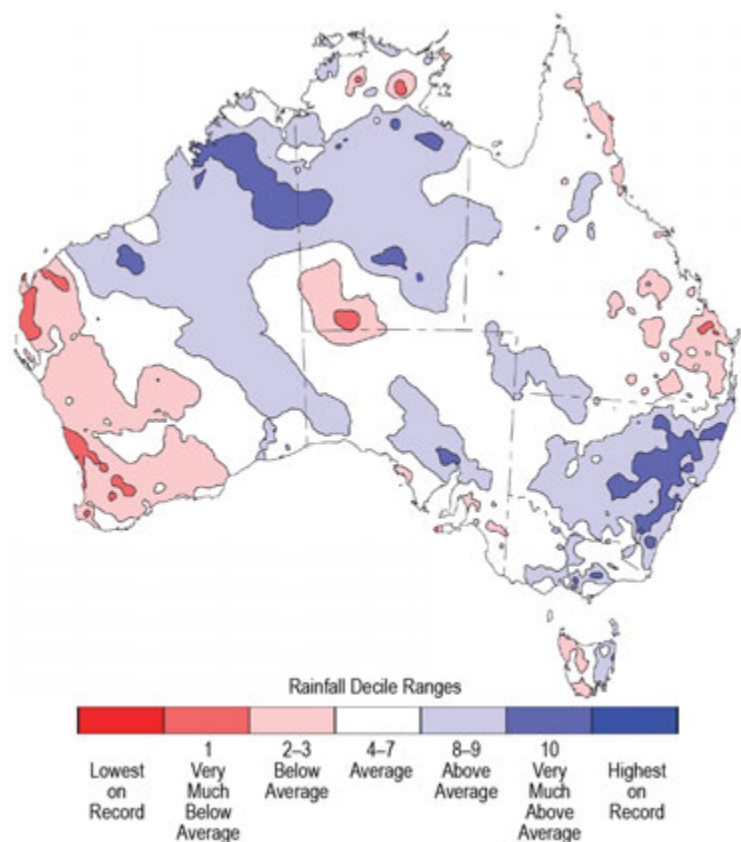 Rainfall Decile Ranges
Lowest on Record
1 Very Much Below Average
2–3 Below Average
4–7 Average
8–9 Above Average
10 Very Much Above Average
Highest on Record